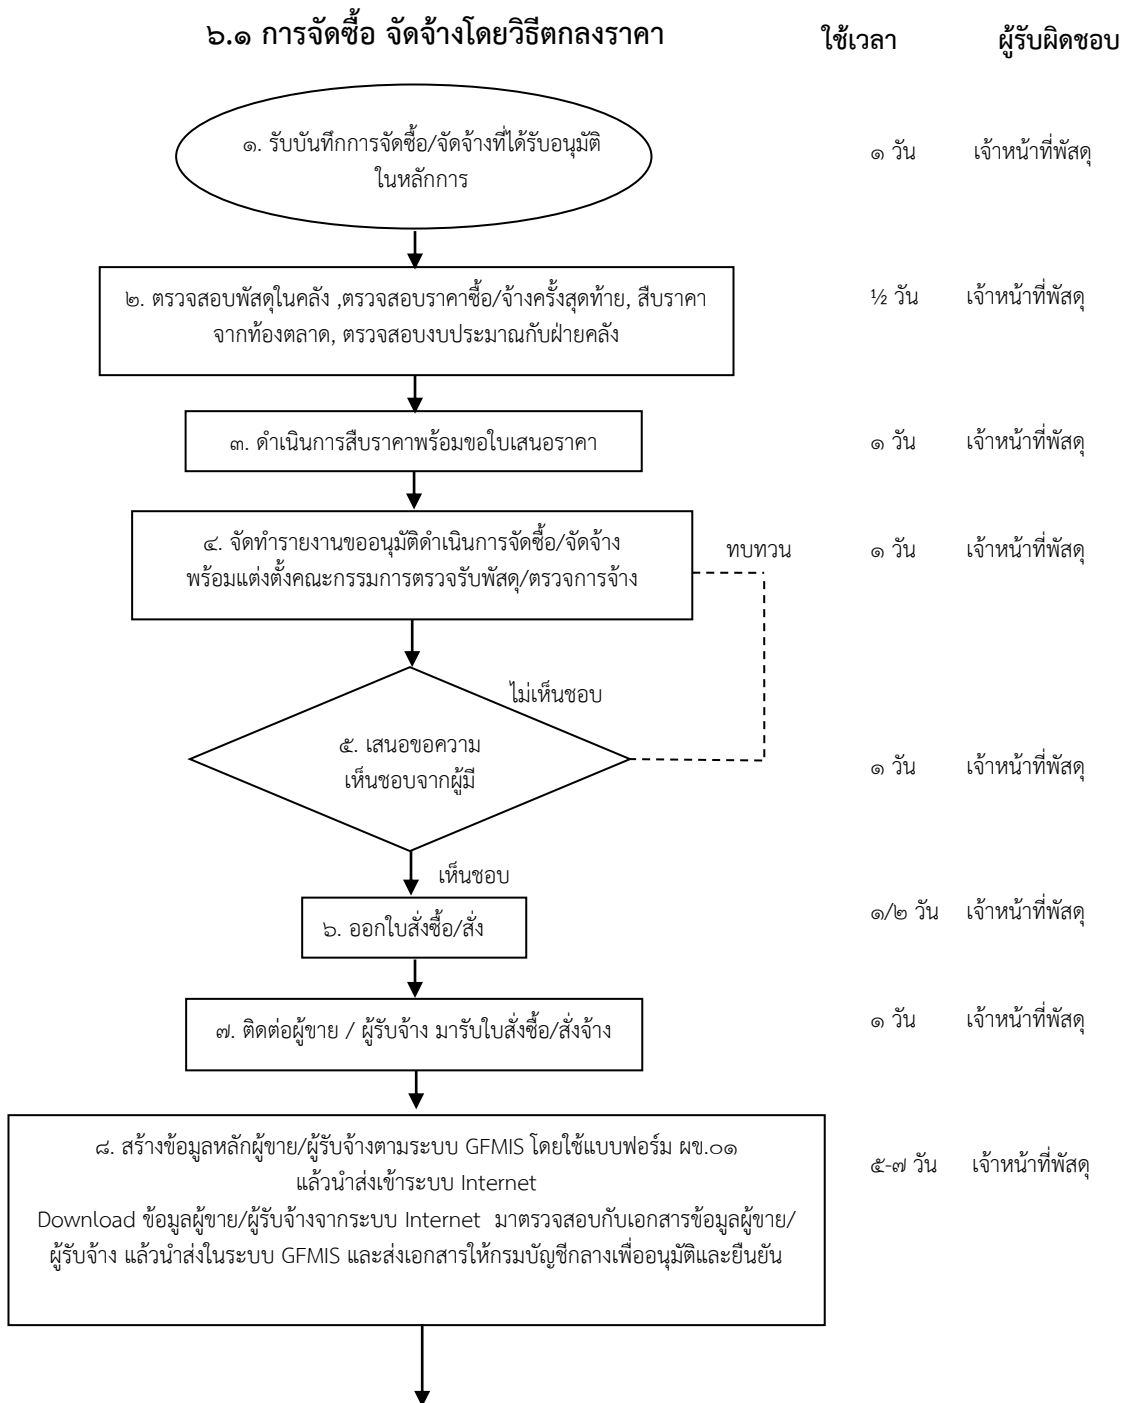 ๖.๑ การจัดซื้อ จัดจ้างโดยวิธีตกลงราคา
ใช้เวลา
ผู้รับผิดชอบ
๑. รับบันทึกการจัดซื้อ/จัดจ้างที่ได้รับอนุมัติ
ในหลักการ
๑ วัน
เจ้าหน้าที่พัสดุ
๒. ตรวจสอบพัสดุในคลัง ,ตรวจสอบราคาซื้อ/จ้างครั้งสุดท้าย, สืบราคา
จากท้องตลาด, ตรวจสอบงบประมาณกับฝ่ายคลัง
½ วัน
เจ้าหน้าที่พัสดุ
๓. ดำเนินการสืบราคาพร้อมขอใบเสนอราคา
๑ วัน
เจ้าหน้าที่พัสดุ
๔. จัดทำรายงานขออนุมัติดำเนินการจัดซื้อ/จัดจ้าง
พร้อมแต่งตั้งคณะกรรมการตรวจรับพัสดุ/ตรวจการจ้าง
ทบทวน
๑ วัน
เจ้าหน้าที่พัสดุ
ไม่เห็นชอบ
๕. เสนอขอความ
เห็นชอบจากผู้มี
๑ วัน
เจ้าหน้าที่พัสดุ
เห็นชอบ
๖. ออกใบสั่งซื้อ/สั่ง
๑/๒ วัน
เจ้าหน้าที่พัสดุ
๗. ติดต่อผู้ขาย / ผู้รับจ้าง มารับใบสั่งซื้อ/สั่งจ้าง
๑ วัน
เจ้าหน้าที่พัสดุ
๘. สร้างข้อมูลหลักผู้ขาย/ผู้รับจ้างตามระบบ GFMIS โดยใช้แบบฟอร์ม ผข.๐๑
แล้วนำส่งเข้าระบบ Internet
Download ข้อมูลผู้ขาย/ผู้รับจ้างจากระบบ Internet มาตรวจสอบกับเอกสารข้อมูลผู้ขาย/
ผู้รับจ้าง แล้วนำส่งในระบบ GFMIS และส่งเอกสารให้กรมบัญชีกลางเพื่ออนุมัติและยืนยัน
๕-๗ วัน
เจ้าหน้าที่พัสดุ